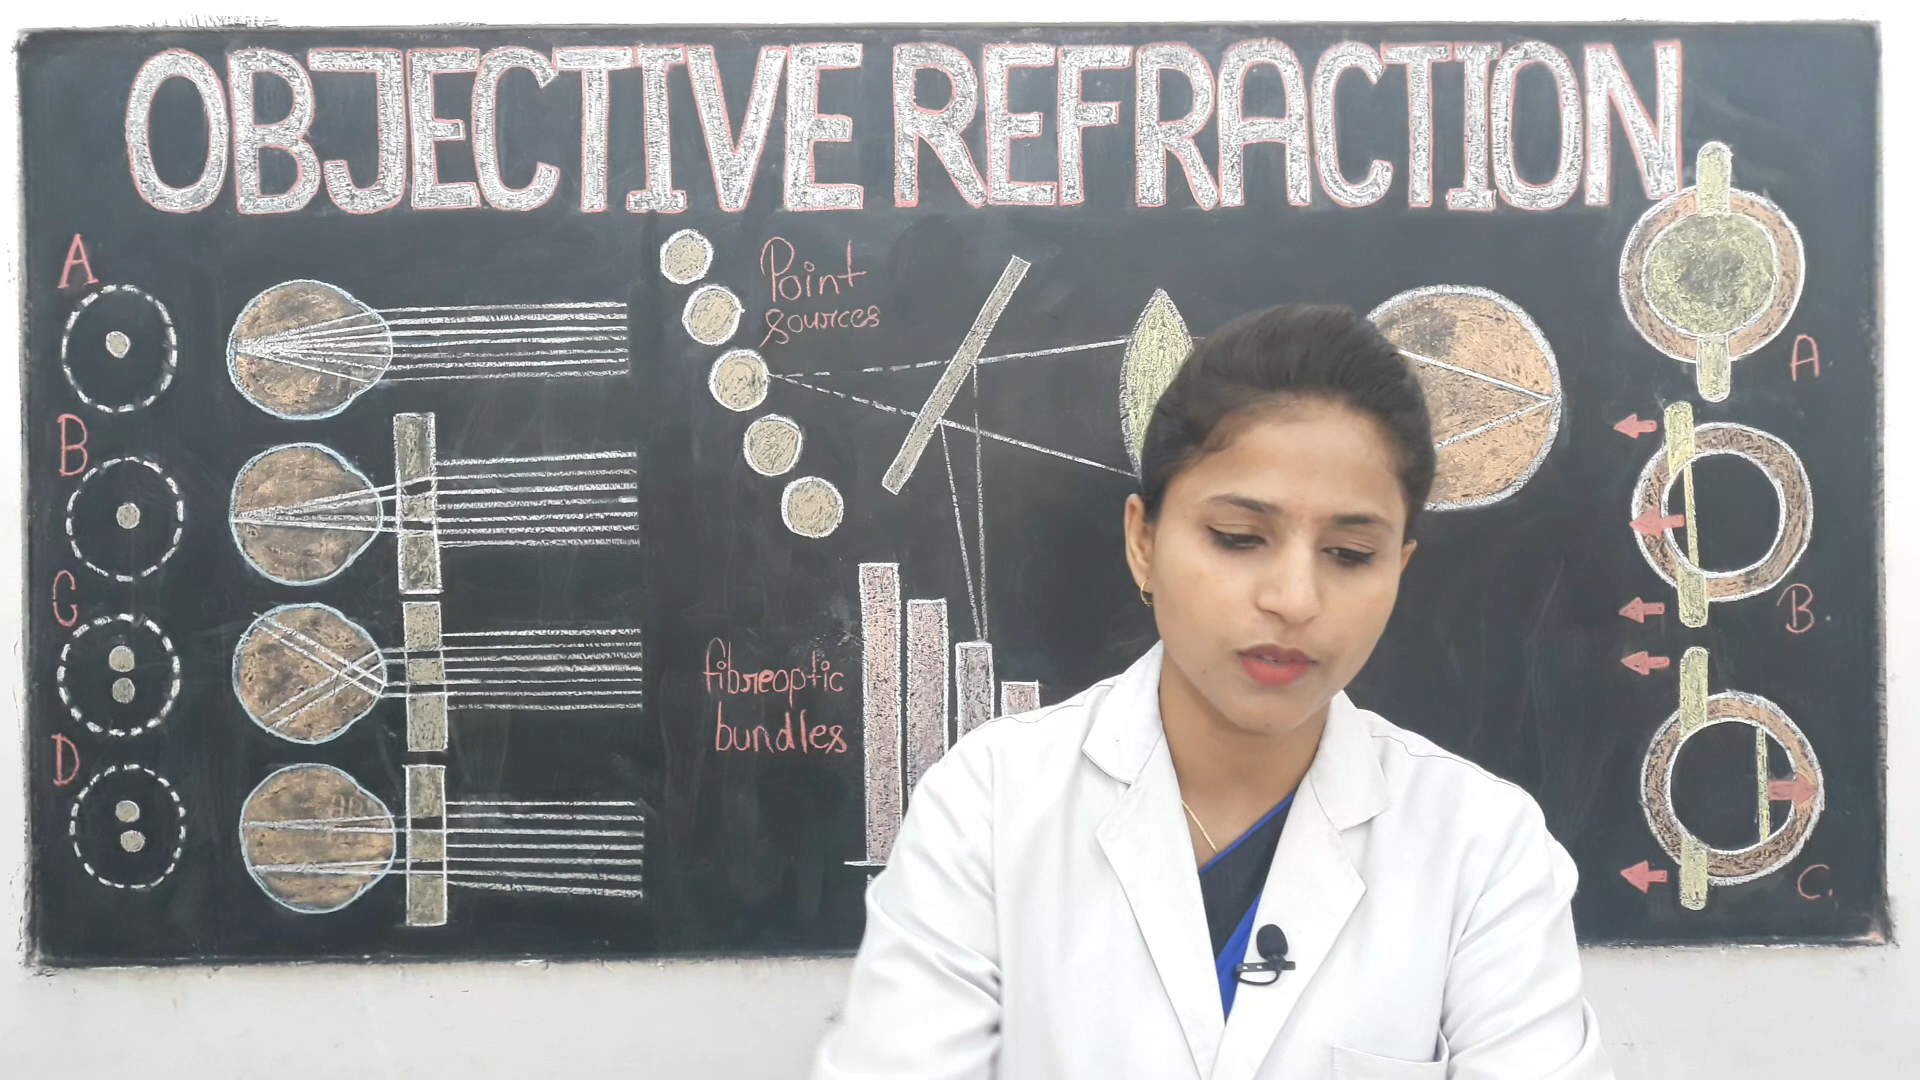 OBJECTIVE REFRACTION
A
B
C
D
Point
sources
fibreoptic
bundles
A.
B.
C.